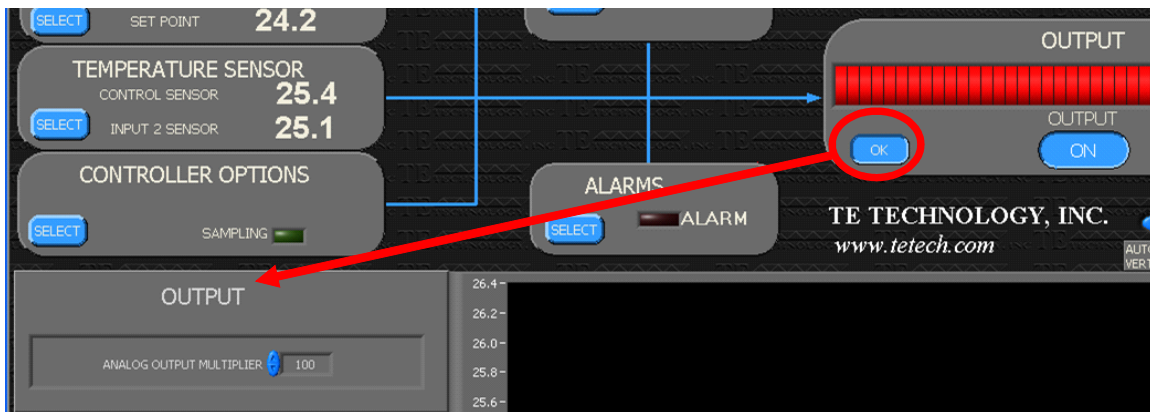 SELECT SET POINT 24.2
TEMPERATURE SENSOR
CONTROL SENSOR 25.4
SELECT INPUT 2 SENSOR 25.1
CONTROLLER OPTIONS
SELECT SAMPLING
ALARMS
SELECT ALARM
OUTPUT
OUTPUT
OK ON
TE TECHNOLOGY, INC.
www.tetech.com
AUTO
VERT
OUTPUT
ANALOG OUTPUT MULTIPLIER 100
26.4
26.2
26.0
25.8
25.6